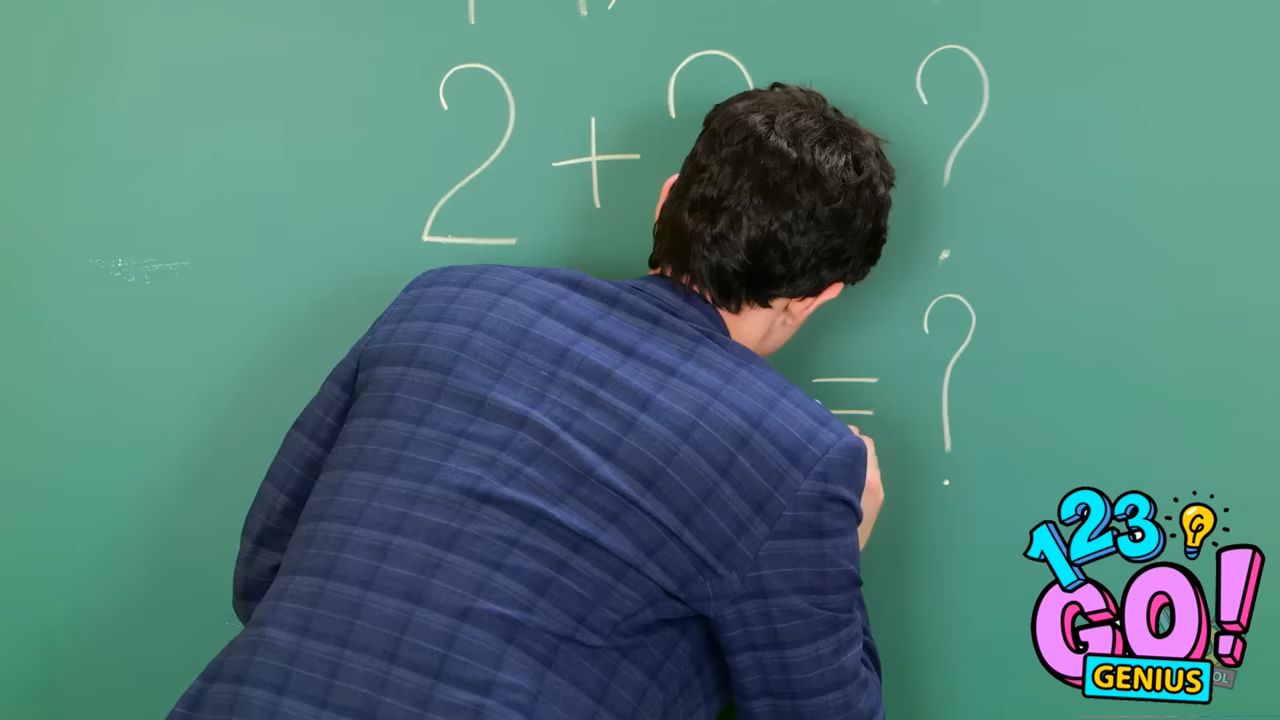 2 + ?
= ?
123
GO!
GENIUS